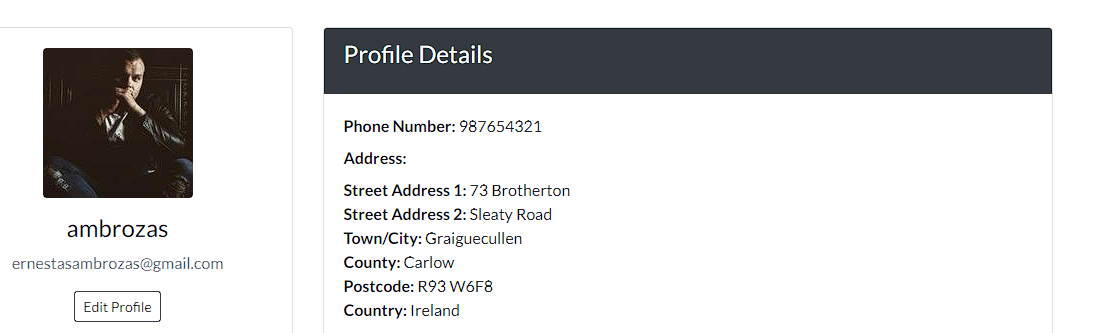 ambrozas
ernestasambrozas@gmail.com
Edit Profile
Profile Details
Phone Number: 987654321
Address:
Street Address 1: 73 Brotherton
Street Address 2: Sleaty Road
Town/City: Graiguecullen
County: Carlow
Postcode: R93 W6F8
Country: Ireland